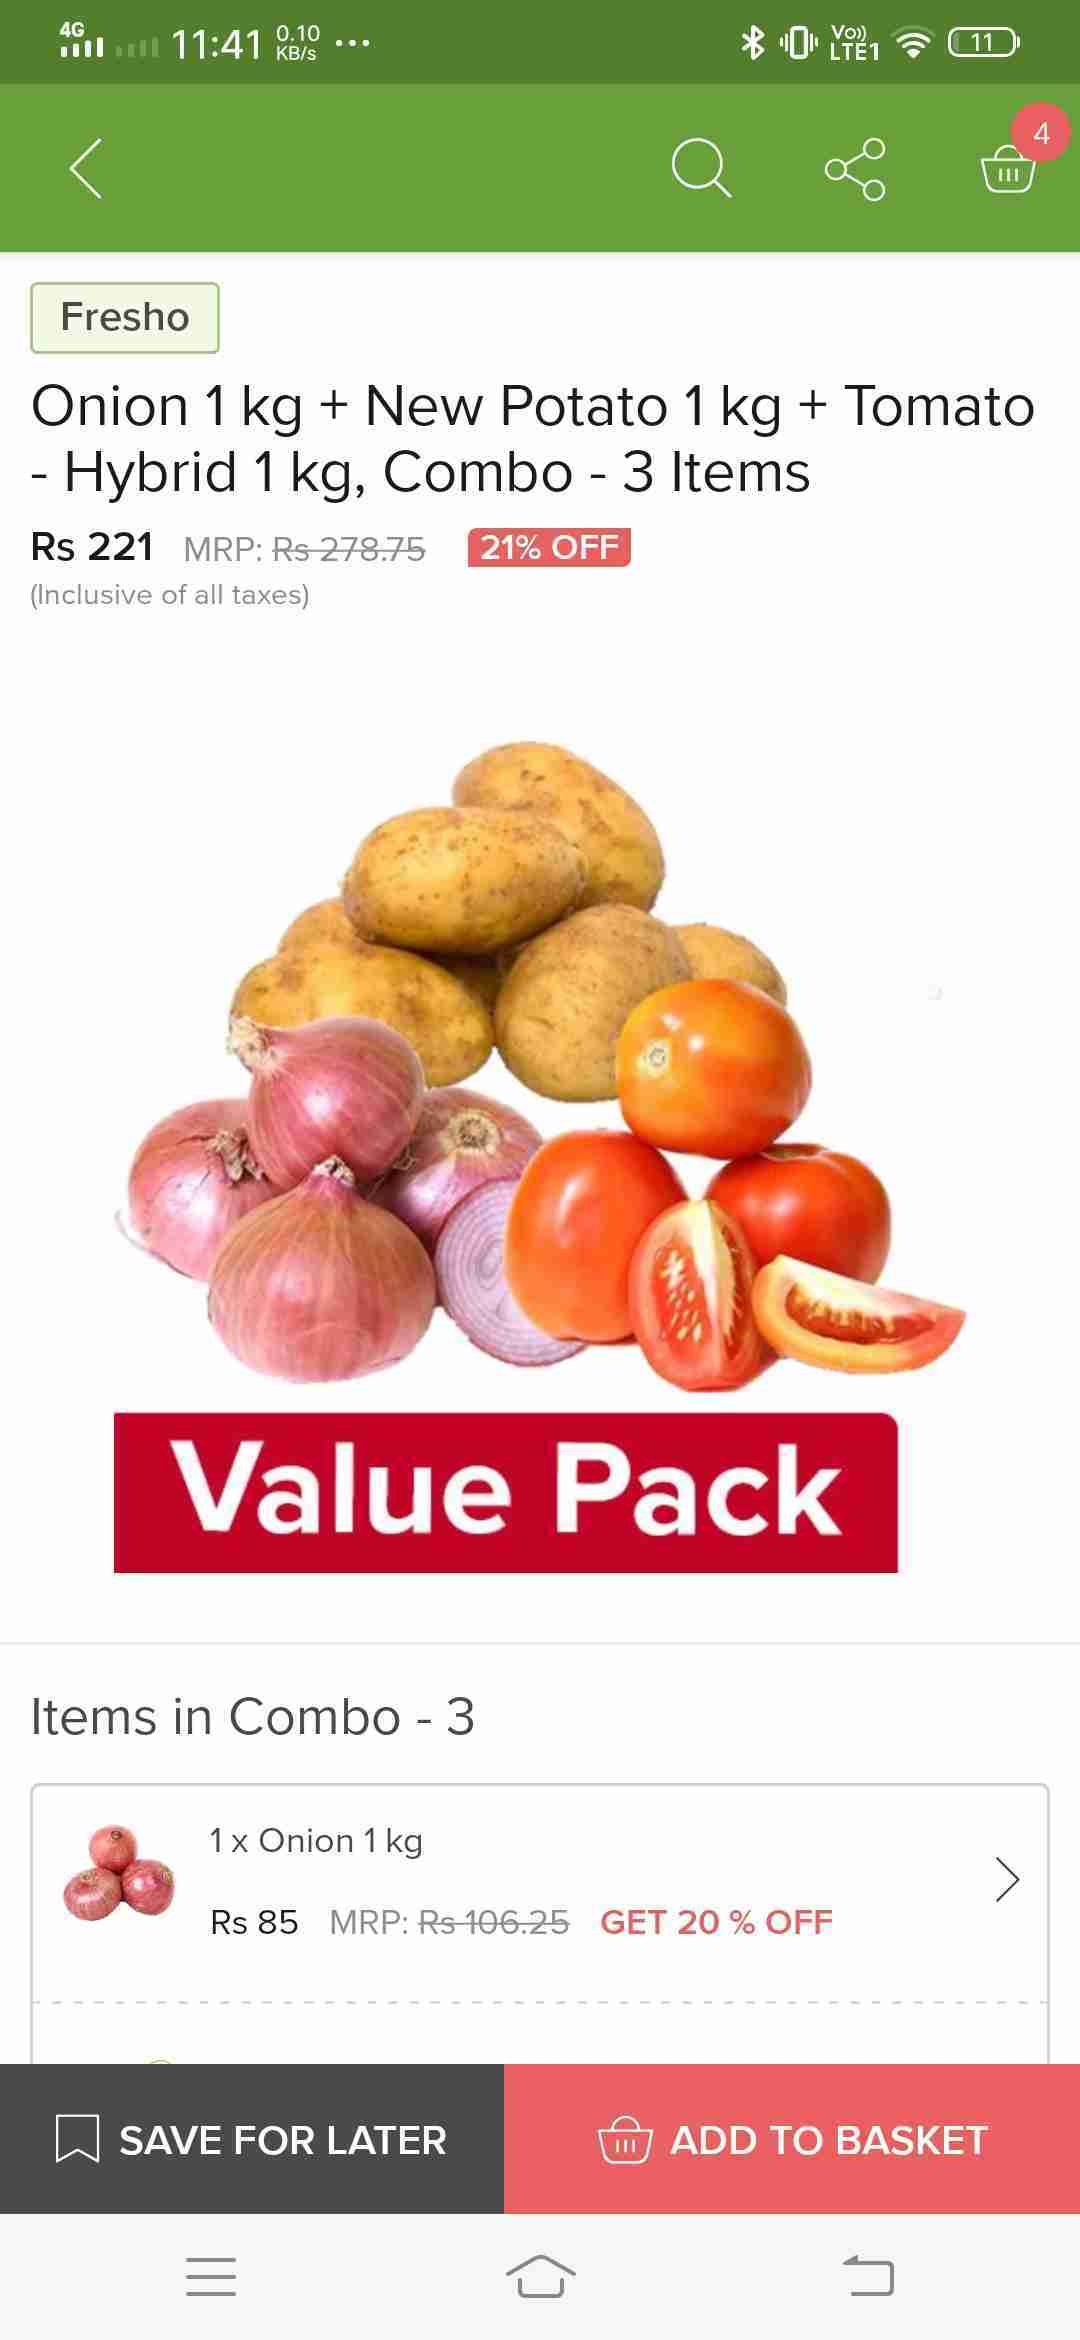 4G 11:41 0.10 KB/s ... Vo)) LTE1 11
4
Fresho
Onion 1 kg + New Potato 1 kg + Tomato
- Hybrid 1 kg, Combo - 3 Items
Rs 221 MRP: Rs 278.75 21% OFF
(Inclusive of all taxes)
Value Pack
Items in Combo - 3
1 x Onion 1 kg
Rs 85 MRP: Rs 106.25 GET 20 % OFF
SAVE FOR LATER ADD TO BASKET